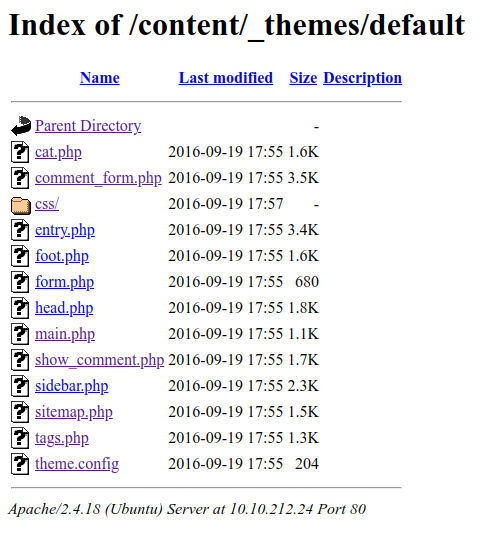 Index of /content/_themes/default
Name Last modified Size Description
Parent Directory -
cat.php 2016-09-19 17:55 1.6K
comment_form.php 2016-09-19 17:55 3.5K
css/ 2016-09-19 17:57 -
entry.php 2016-09-19 17:55 3.4K
foot.php 2016-09-19 17:55 1.6K
form.php 2016-09-19 17:55 680
head.php 2016-09-19 17:55 1.8K
main.php 2016-09-19 17:55 1.1K
show_comment.php 2016-09-19 17:55 1.7K
sidebar.php 2016-09-19 17:55 2.3K
sitemap.php 2016-09-19 17:55 1.5K
tags.php 2016-09-19 17:55 1.3K
theme.config 2016-09-19 17:55 204
Apache/2.4.18 (Ubuntu) Server at 10.10.212.24 Port 80